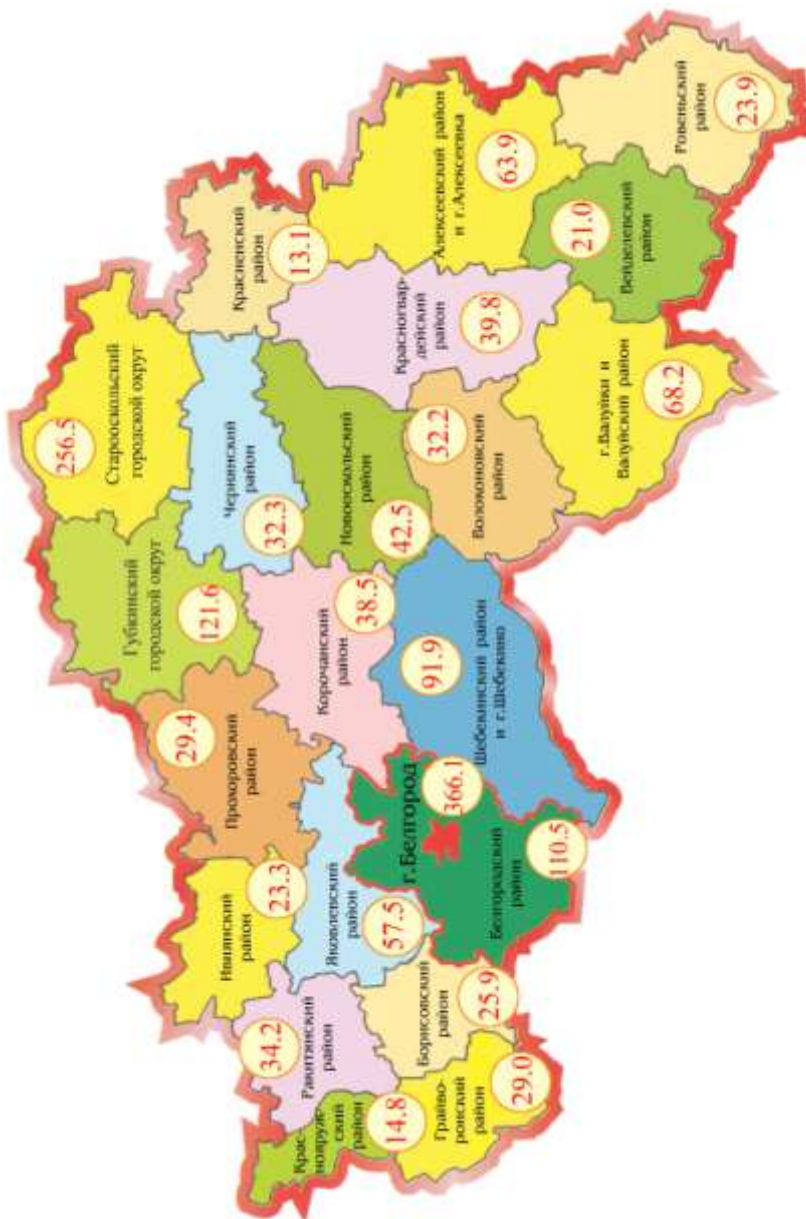 Крас-
нояруж-
ский
район
14.8
Грайво-
ронский
район
29.0
Ракитянский
район
34.2
Борисовский
район
25.9
Ивнянский
район
23.3
Яковлевский
район
57.5
г.Белгород
366.1
Белгородский
район
110.5
Прохоровский
район
29.4
Губкинский
городской округ
121.6
Корочанский
район
38.5
Шебекинский район
и г.Шебекино
91.9
Старооскольский
городской округ
256.5
Чернянский
район
32.3
Новооскольский
район
42.5
Волоконовский
район
32.2
Красненский
район
13.1
Красногвар-
дейский
район
39.8
г.Валуйки и
Валуйский район
68.2
Алексеевский район
и г.Алексеевка
63.9
Вейделевский
район
21.0
Ровеньский
район
23.9